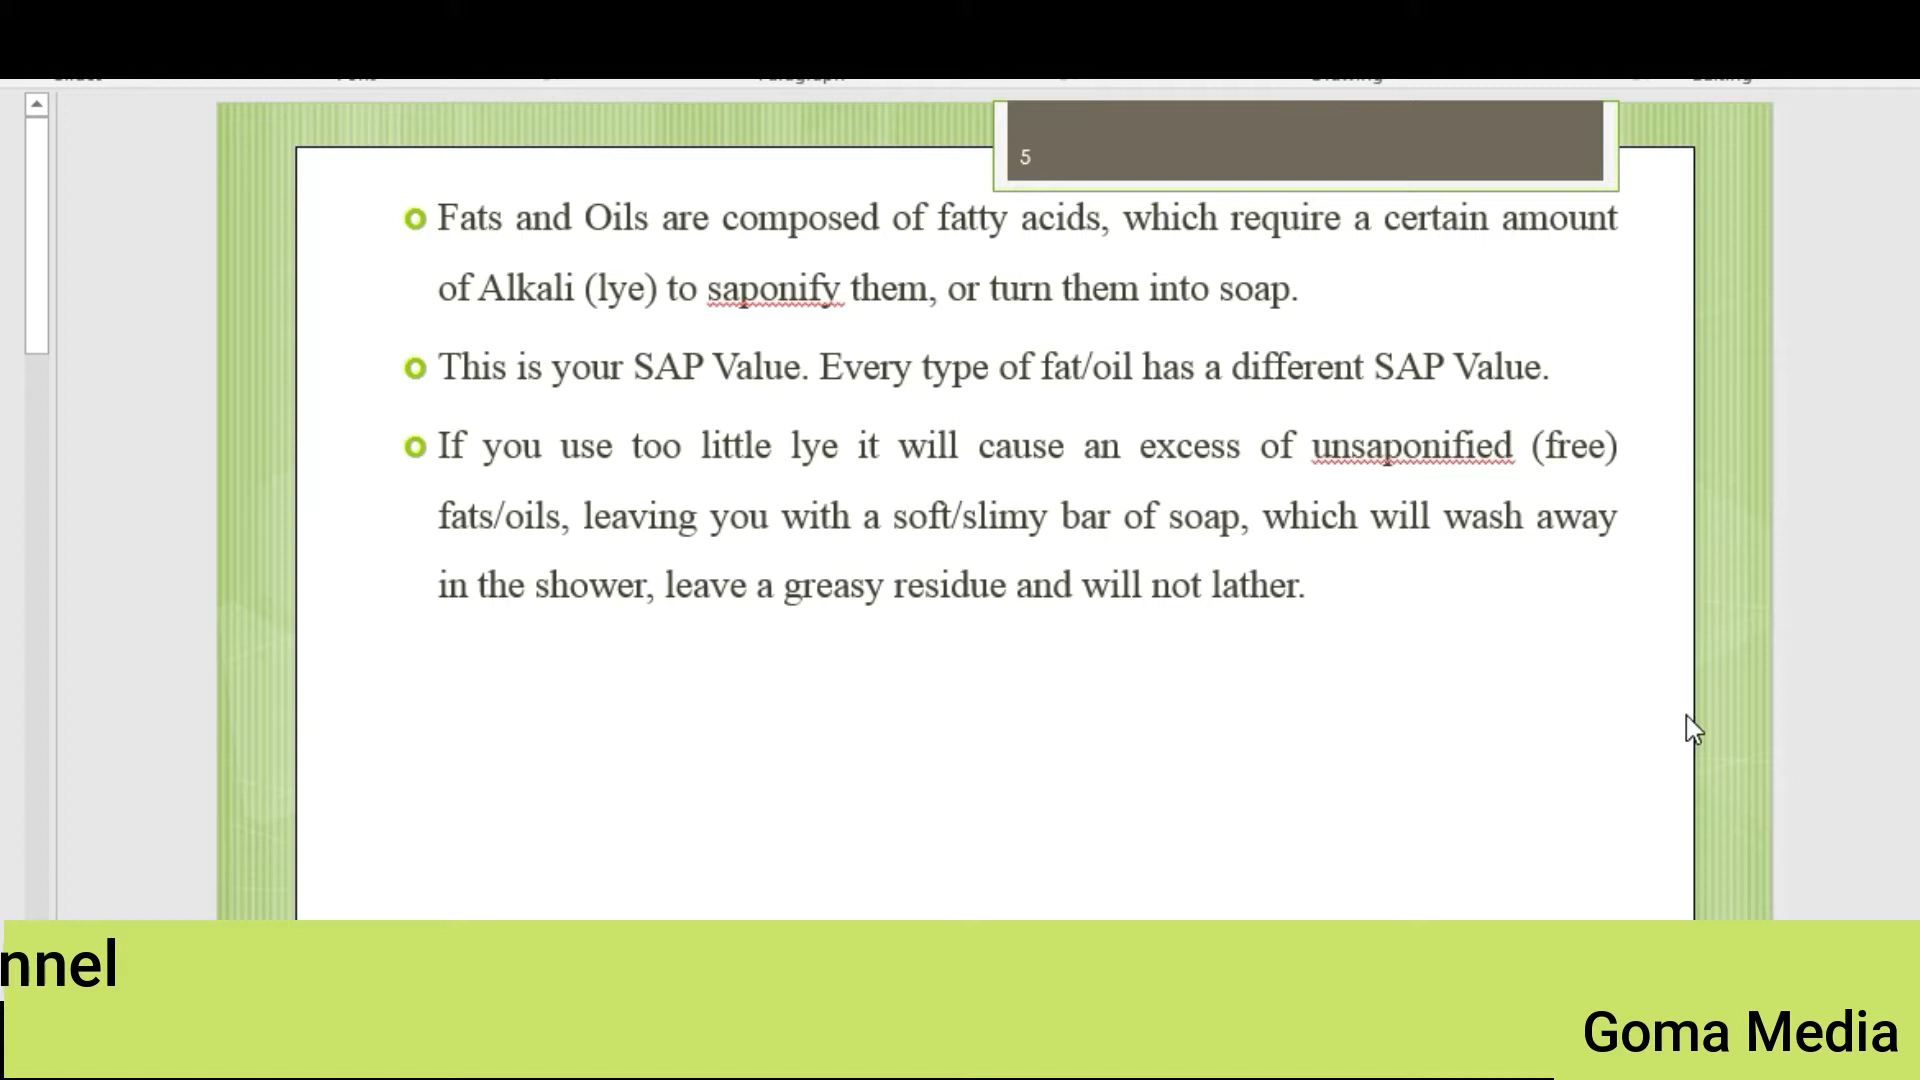 5
Fats and Oils are composed of fatty acids, which require a certain amount
of Alkali (lye) to saponify them, or turn them into soap.
This is your SAP Value. Every type of fat/oil has a different SAP Value.
If you use too little lye it will cause an excess of unsaponified (free)
fats/oils, leaving you with a soft/slimy bar of soap, which will wash away
in the shower, leave a greasy residue and will not lather.
nnel
Goma Media